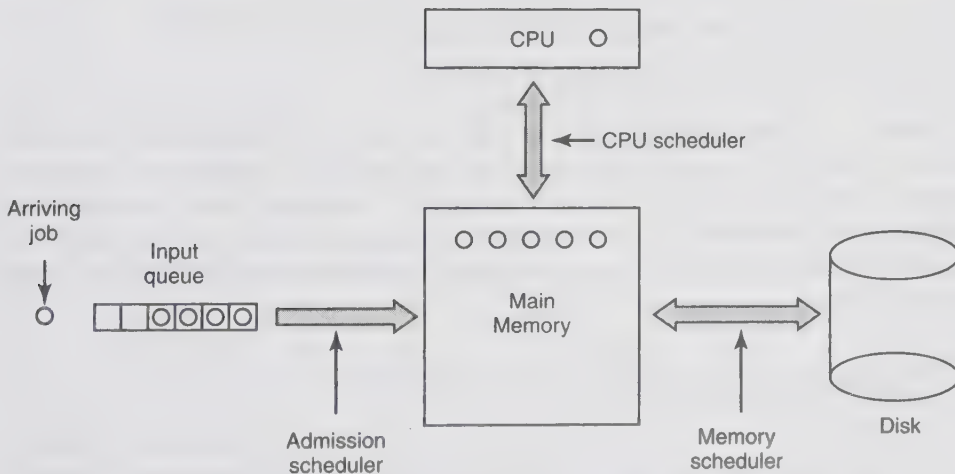 CPU
CPU scheduler
Arriving
job
Input
queue
Main
Memory
Admission
scheduler
Memory
scheduler
Disk